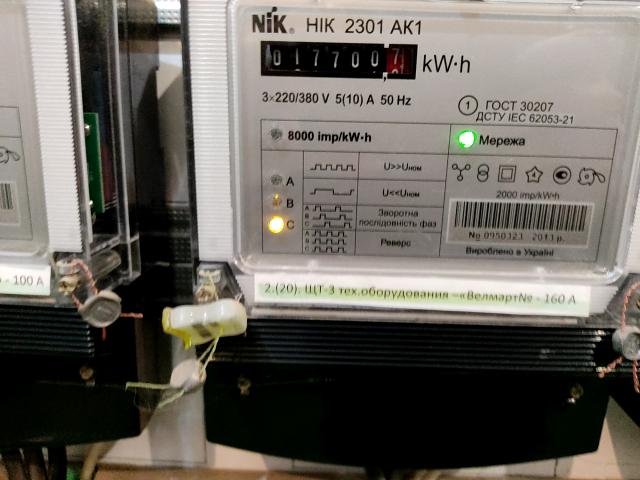 NiK® НІК 2301 АК1
017700 7 kW·h
3×220/380 V 5(10) A 50 Hz
1 ГОСТ 30207
ДСТУ IEC 62053-21
8000 imp/kW·h
Мережа
A
B
C
U>>Uном
U<<Uном
A
B
C
Зворотна
послідовність фаз
A
B
C
Реверс
2000 imp/kW·h
№ 0950323 2011 р.
Вироблено в Україні
- 100 А
2.(20). ЩТ-3 тех.оборудования –«Велмарт№ - 160 А